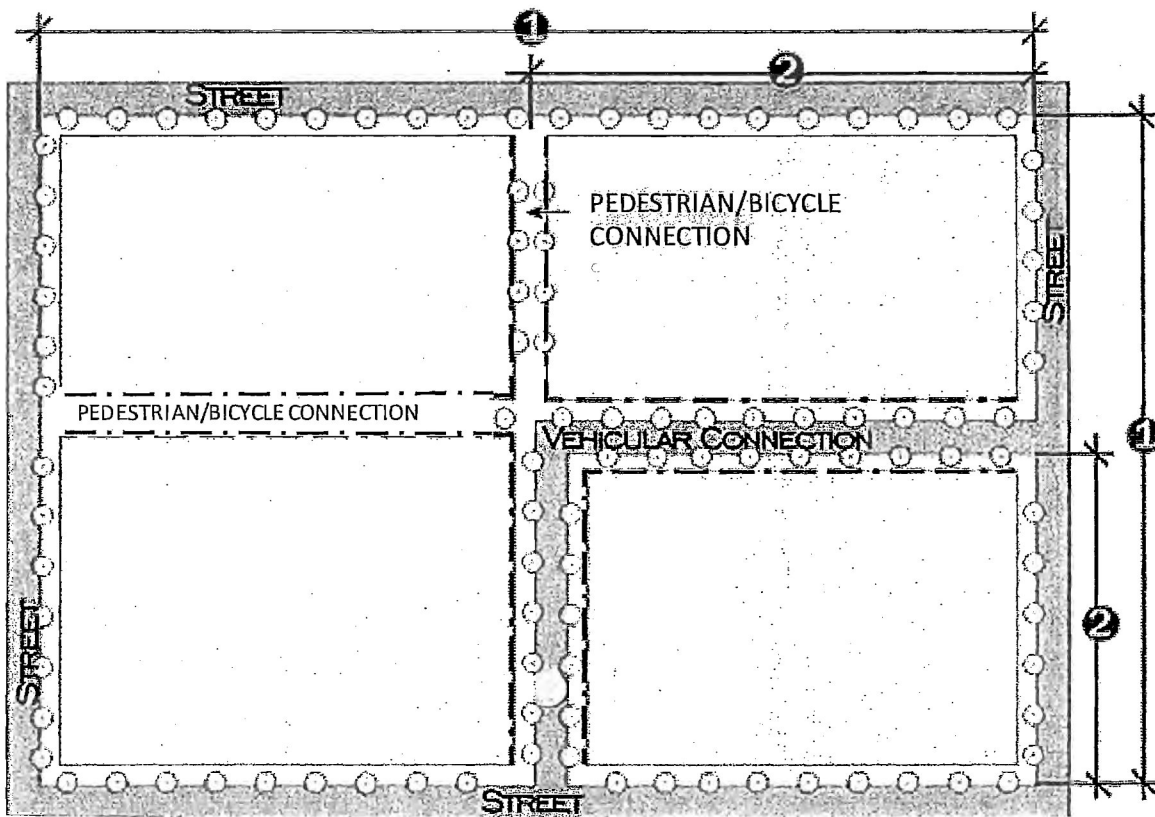 1
2
STREET
PEDESTRIAN/BICYCLE
CONNECTION
STREET
PEDESTRIAN/BICYCLE CONNECTION
VEHICULAR CONNECTION
1
2
STREET
STREET